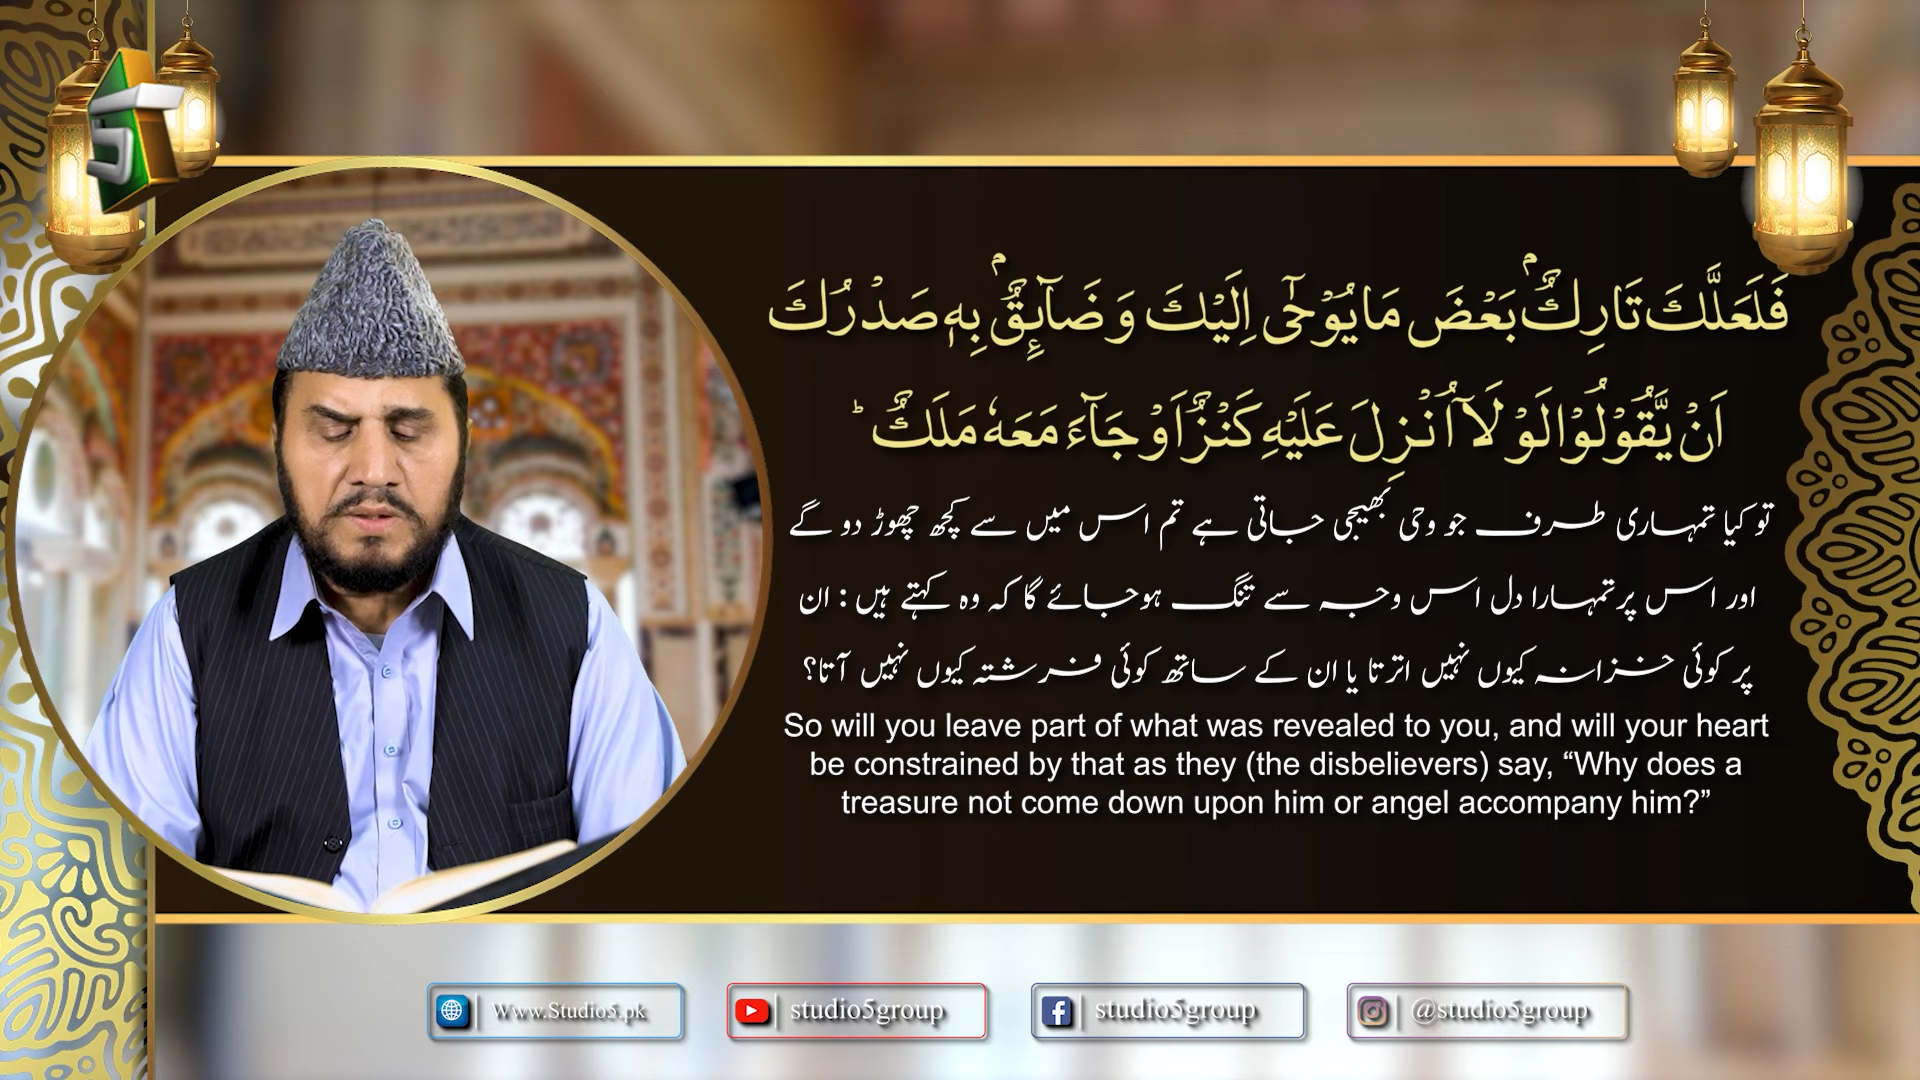 فَلَعَلَّكَ تَارِكٌۢ بَعْضَ مَا يُوْحٰٓى اِلَيْكَ وَضَآئِقٌۢ بِهٖ صَدْرُكَ
اَنْ يَّقُوْلُوْا لَوْ لَاۤ اُنْزِلَ عَلَيْهِ كَنْزٌ اَوْ جَآءَ مَعَهٗ مَلَكٌ ؕ
تو کیا تمہاری طرف جو وحی بھیجی جاتی ہے تم اس میں سے کچھ چھوڑ دو گے
اور اس پر تمہارا دل اس وجہ سے تنگ ہوجائے گا کہ وہ کہتے ہیں : ان
پر کوئی خزانہ کیوں نہیں اترتا یا ان کے ساتھ کوئی فرشتہ کیوں نہیں آتا؟
So will you leave part of what was revealed to you, and will your heart
be constrained by that as they (the disbelievers) say, “Why does a
treasure not come down upon him or angel accompany him?”
Www.Studio5.pk
studio5group
studio5group
@studio5group
5